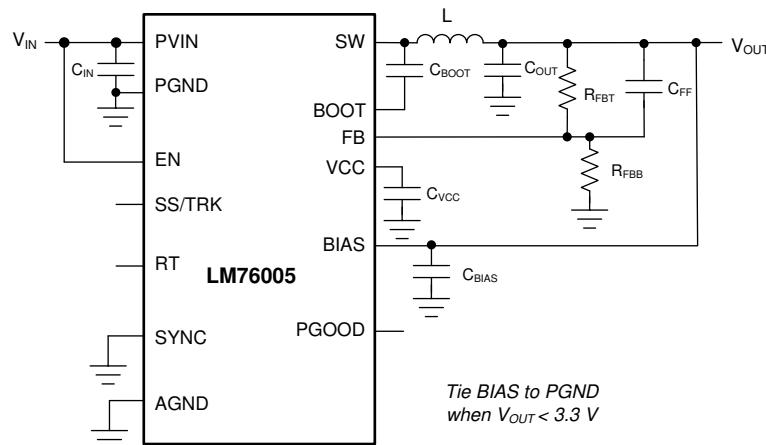 L
V_IN
PVIN
SW
V_OUT
C_IN
C_BOOT
C_OUT
PGND
R_FBT
C_FF
BOOT
FB
EN
VCC
R_FBB
C_VCC
SS/TRK
BIAS
RT
LM76005
C_BIAS
PGOOD
SYNC
AGND
Tie BIAS to PGND
when V_OUT < 3.3 V